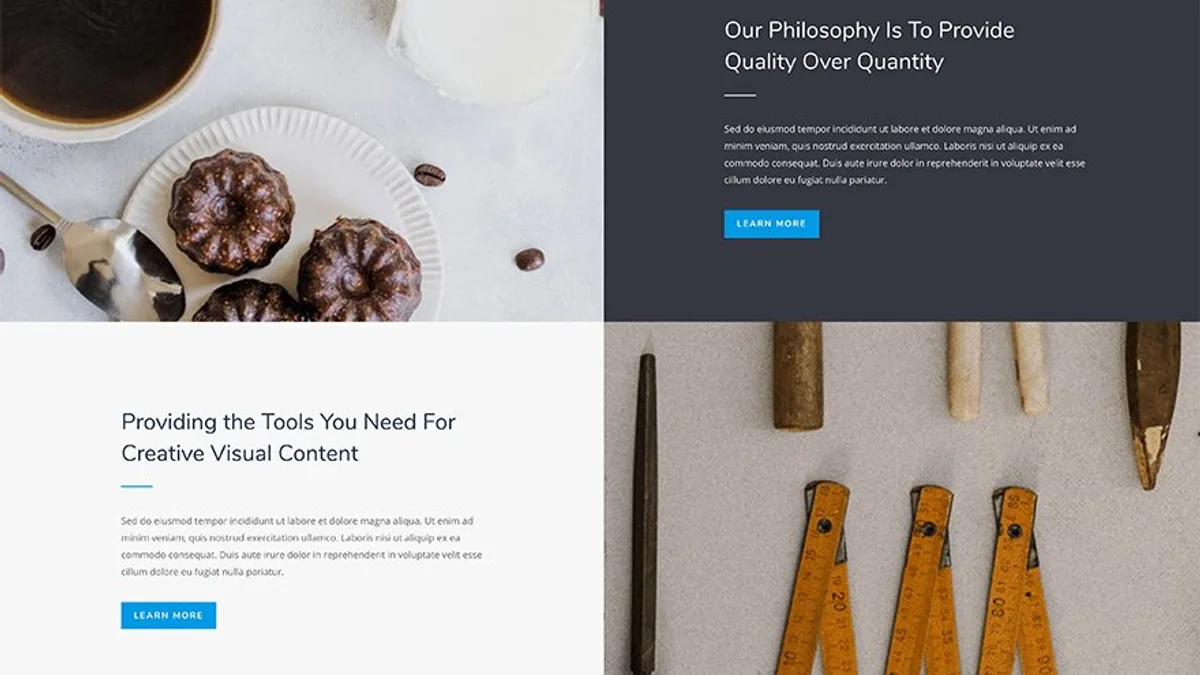 Our Philosophy Is To Provide
Quality Over Quantity
Sed do eiusmod tempor incididunt ut labore et dolore magna aliqua. Ut enim ad
minim veniam, quis nostrud exercitation ullamco. Laboris nisi ut aliquip ex ea
commodo consequat. Duis aute irure dolor in reprehenderit in voluptate velit esse
cillum dolore eu fugiat nulla pariatur.
LEARN MORE
Providing the Tools You Need For
Creative Visual Content
Sed do eiusmod tempor incididunt ut labore et dolore magna aliqua. Ut enim ad
minim veniam, quis nostrud exercitation ullamco. Laboris nisi ut aliquip ex ea
commodo consequat. Duis aute irure dolor in reprehenderit in voluptate velit esse
cillum dolore eu fugiat nulla pariatur.
LEARN MORE